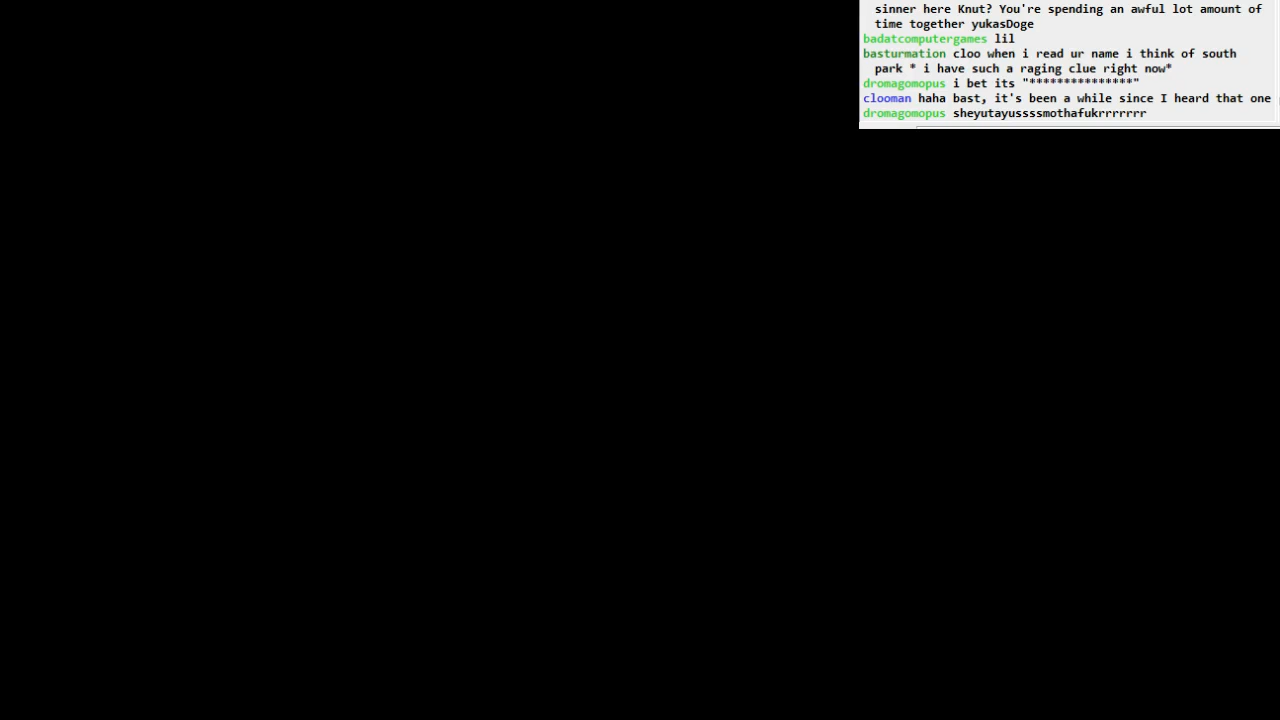 sinner here Knut? You're spending an awful lot amount of
time together yukasDoge
badatcomputergames lil
basturmation cloo when i read ur name i think of south
park * i have such a raging clue right now*
dromagomopus i bet its "***************"
clooman haha bast, it's been a while since I heard that one
dromagomopus sheyutayussssmothafukrrrrrrr